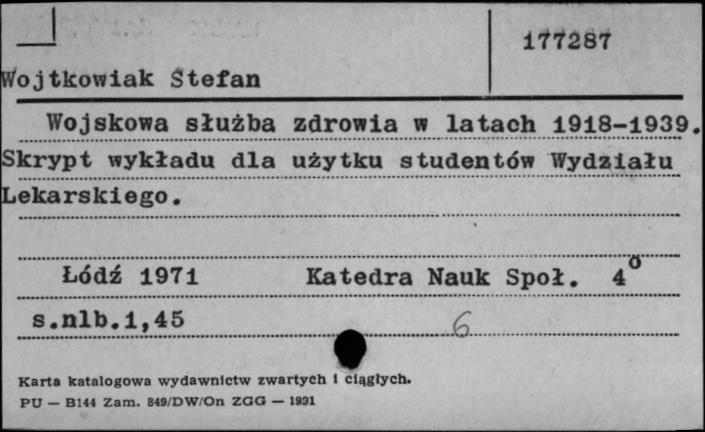 177287
Wojtkowiak Stefan
Wojskowa służba zdrowia w latach 1918-1939.
Skrypt wykładu dla użytku studentów Wydziału
Lekarskiego.
Łódź 1971 Katedra Nauk Społ. 4°
s.nlb.1,45
6
Karta katalogowa wydawnictw zwartych i ciągłych.
PU — B144 Zam. 849/DW/On ZGG — 1991